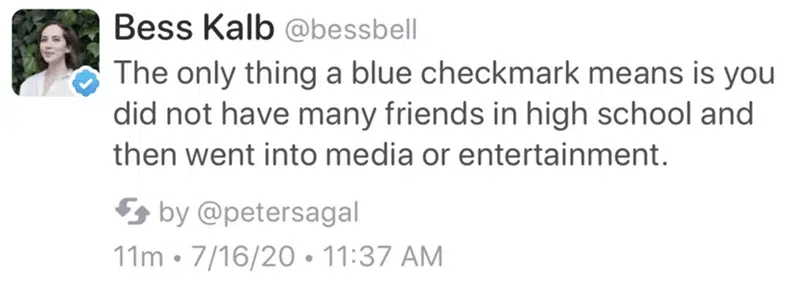 Bess Kalb @bessbell
The only thing a blue checkmark means is you
did not have many friends in high school and
then went into media or entertainment.
by @petersagal
11m • 7/16/20 • 11:37 AM